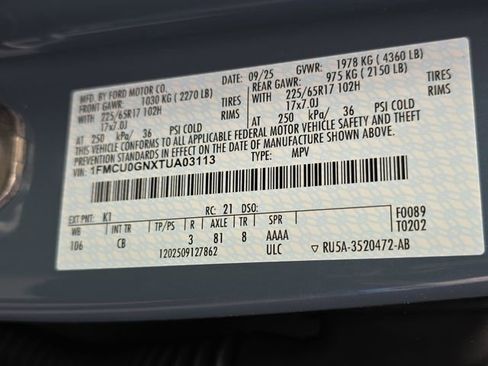 MFD. BY FORD MOTOR CO.
DATE: 09/25 GVWR: 1978 KG ( 4360 LB)
FRONT GAWR: 1030 KG ( 2270 LB) REAR GAWR: 975 KG ( 2150 LB)
WITH 225/65R17 102H TIRES WITH 225/65R17 102H TIRES
17x7.0J RIMS 17x7.0J RIMS
AT 250 kPa/ 36 PSI COLD AT 250 kPa/ 36 PSI COLD
THIS VEHICLE CONFORMS TO ALL APPLICABLE FEDERAL MOTOR VEHICLE SAFETY AND THEFT
PREVENTION STANDARDS IN EFFECT ON THE DATE OF MANUFACTURE SHOWN ABOVE.
VIN: 1FMCU0GNXTUA03113 TYPE: MPV
EXT PNT: K1 RC: 21 DSO:
WB INT TR TP/PS R AXLE TR SPR
106 CB 3 81 8 AAAA
1202509127862 ULC
F0089
T0202
RU5A-3520472-AB